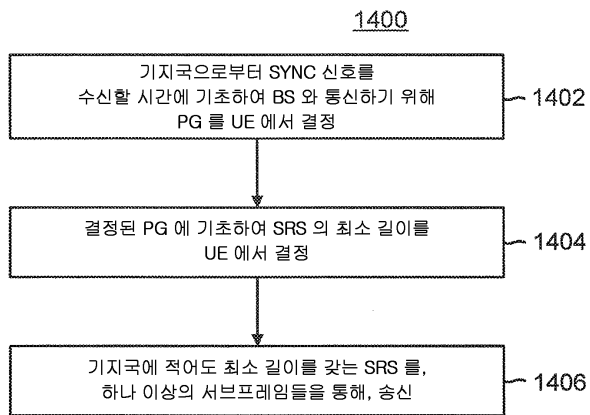 1400
기지국으로부터 SYNC 신호를
수신할 시간에 기초하여 BS 와 통신하기 위해
PG 를 UE 에서 결정
1402
결정된 PG 에 기초하여 SRS 의 최소 길이를
UE 에서 결정
1404
기지국에 적어도 최소 길이를 갖는 SRS 를,
하나 이상의 서브프레임들을 통해, 송신
1406